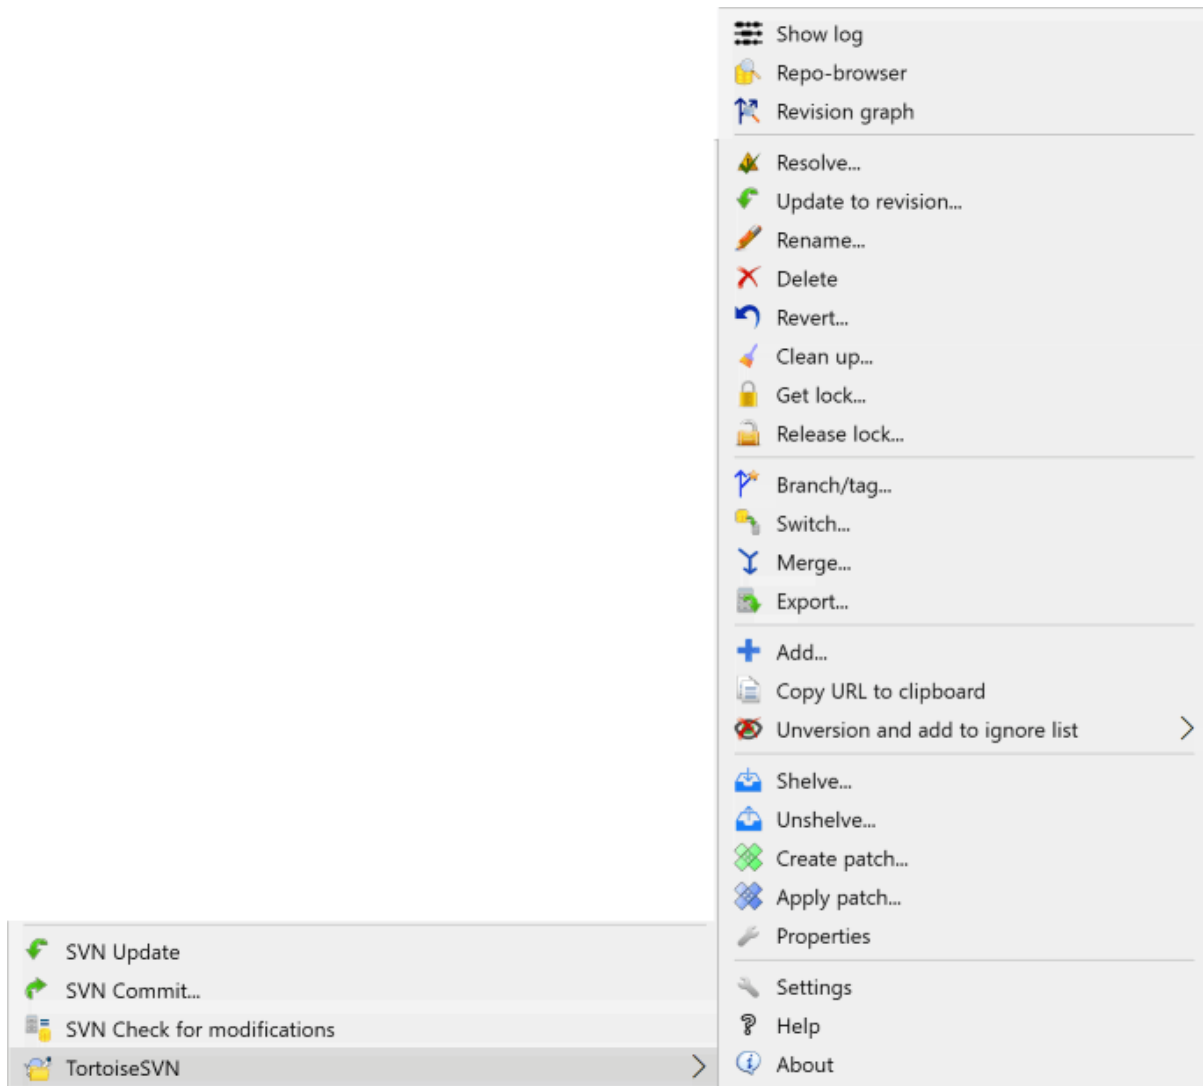 Show log
Repo-browser
Revision graph
Resolve...
Update to revision...
Rename...
Delete
Revert...
Clean up...
Get lock...
Release lock...
Branch/tag...
Switch...
Merge...
Export...
Add...
Copy URL to clipboard
Unversion and add to ignore list
Shelve...
Unshelve...
Create patch...
Apply patch...
Properties
Settings
Help
About
SVN Update
SVN Commit...
SVN Check for modifications
TortoiseSVN